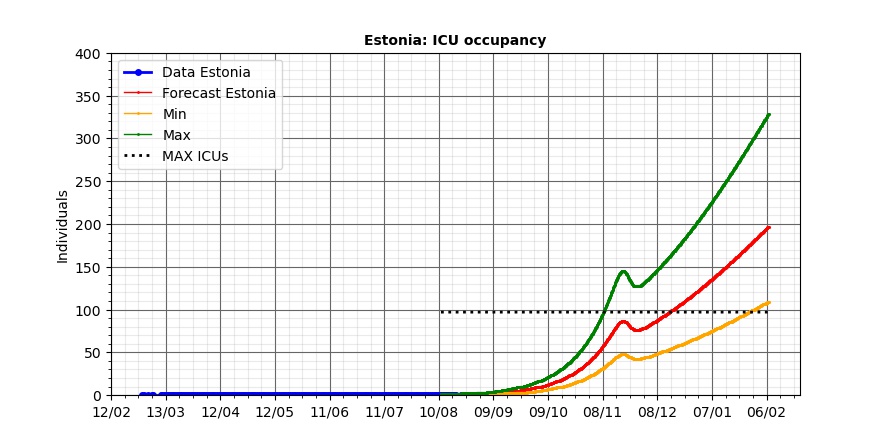 Estonia: ICU occupancy
Individuals
400
350
300
250
200
150
100
50
0
Data Estonia
Forecast Estonia
Min
Max
MAX ICUs
12/02 13/03 12/04 12/05 11/06 11/07 10/08 09/09 09/10 08/11 08/12 07/01 06/02